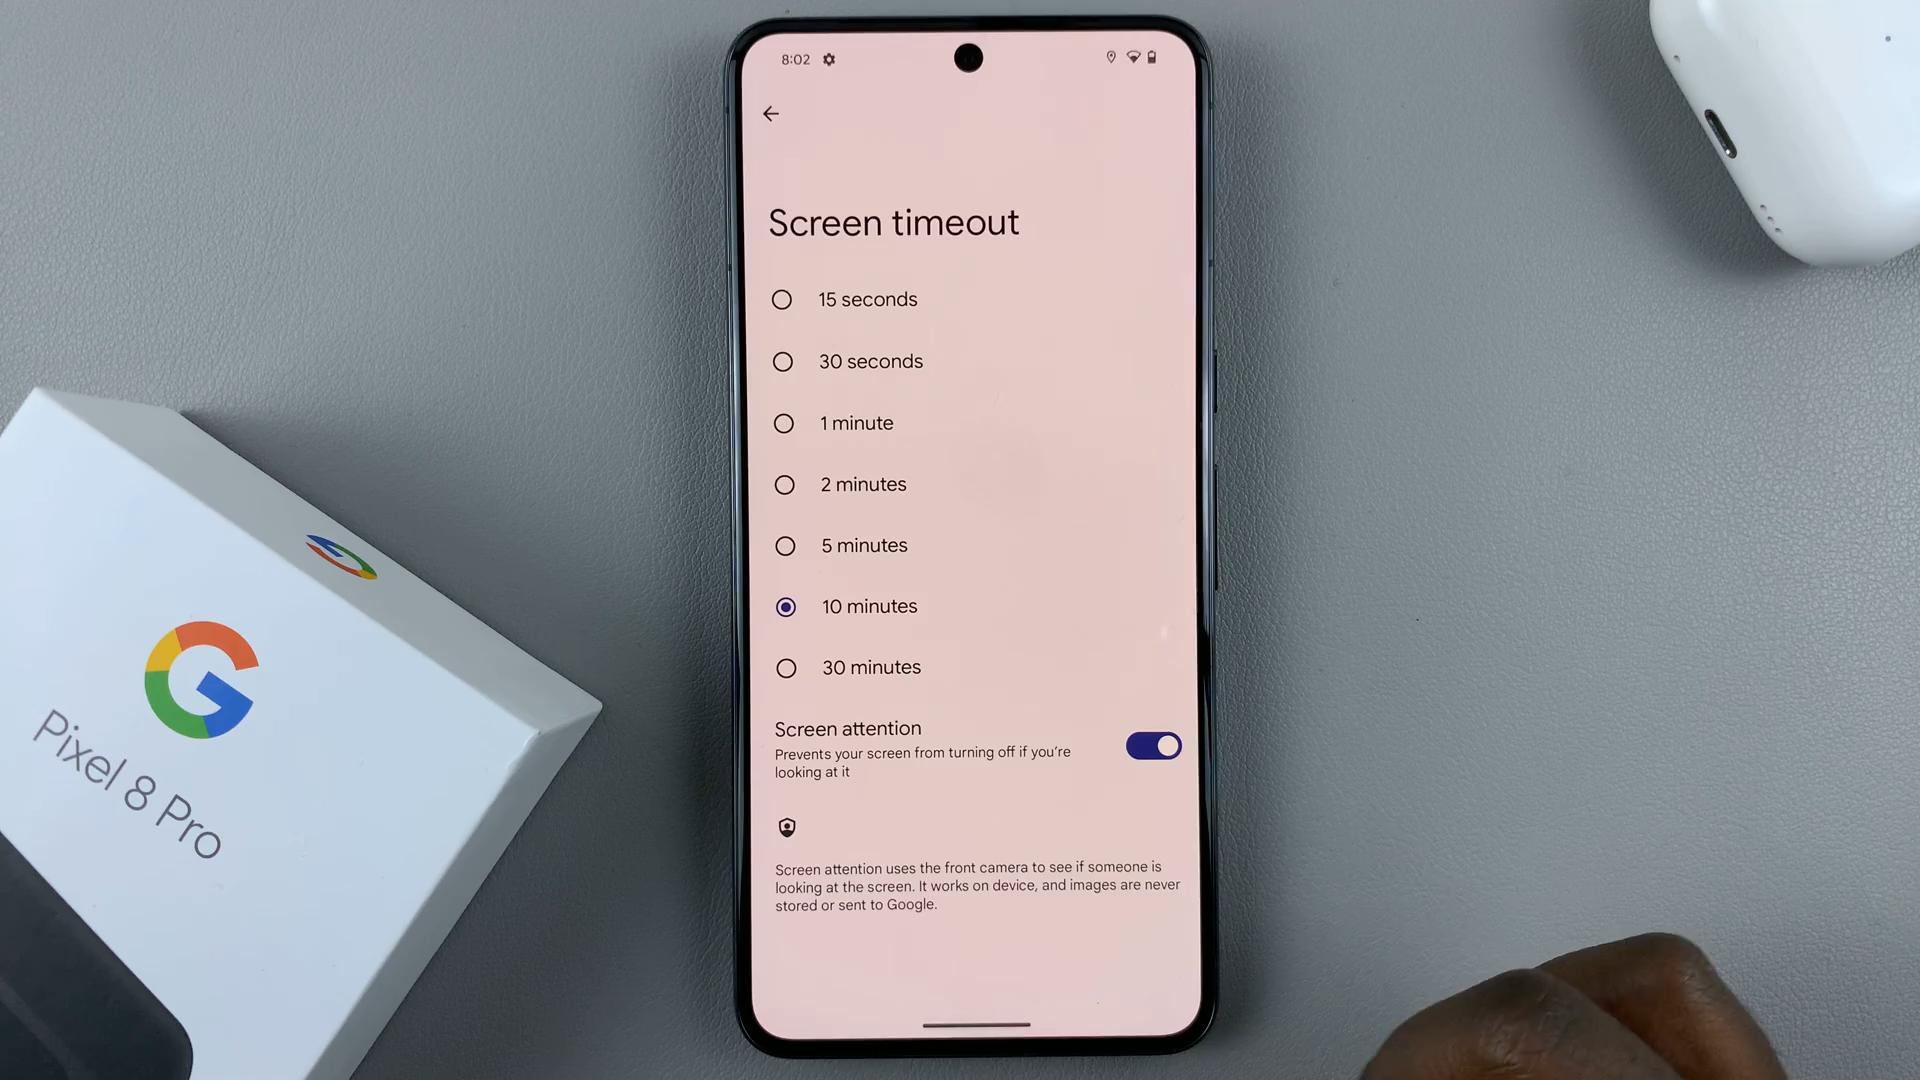 8:02
Screen timeout
15 seconds
30 seconds
1 minute
2 minutes
5 minutes
10 minutes
30 minutes
Screen attention
Prevents your screen from turning off if you're
looking at it
Screen attention uses the front camera to see if someone is
looking at the screen. It works on device, and images are never
stored or sent to Google.
G
Pixel 8 Pro